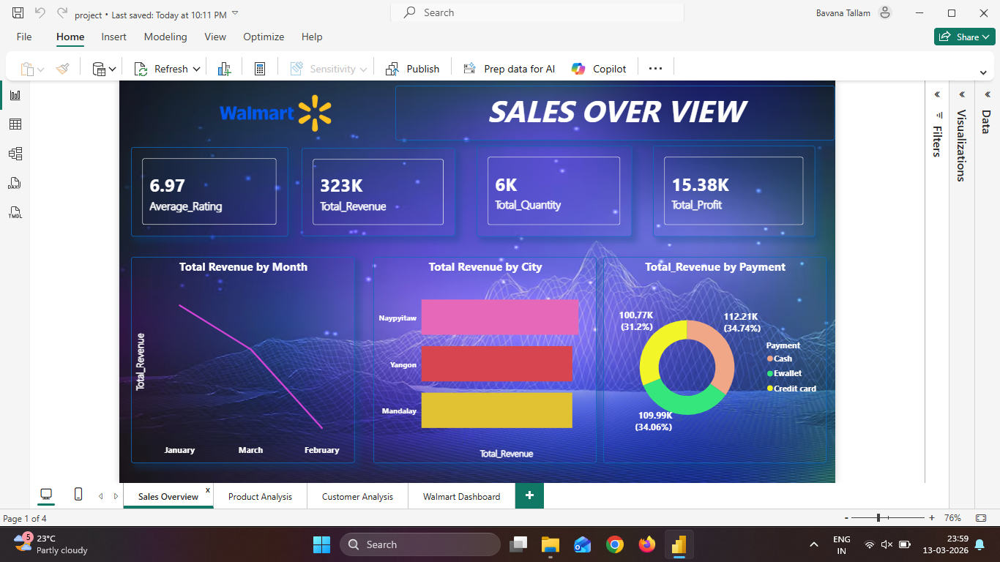 project • Last saved: Today at 10:11 PM
Search
Bavana Tallam
File
Home
Insert
Modeling
View
Optimize
Help
Share
Refresh
Sensitivity
Publish
Prep data for AI
Copilot
DAX
TMDL
Walmart
SALES OVER VIEW
6.97
Average_Rating
323K
Total_Revenue
6K
Total_Quantity
15.38K
Total_Profit
Total Revenue by Month
Total_Revenue
January
March
February
Total Revenue by City
Naypyitaw
Yangon
Mandalay
Total_Revenue
Total_Revenue by Payment
100.77K
(31.2%)
112.21K
(34.74%)
109.99K
(34.06%)
Payment
Cash
Ewallet
Credit card
Filters
Visualizations
Data
Sales Overview
x
Product Analysis
Customer Analysis
Walmart Dashboard
+
Page 1 of 4
- + 76%
5
23°C
Partly cloudy
Search
ENG
IN
23:59
13-03-2026